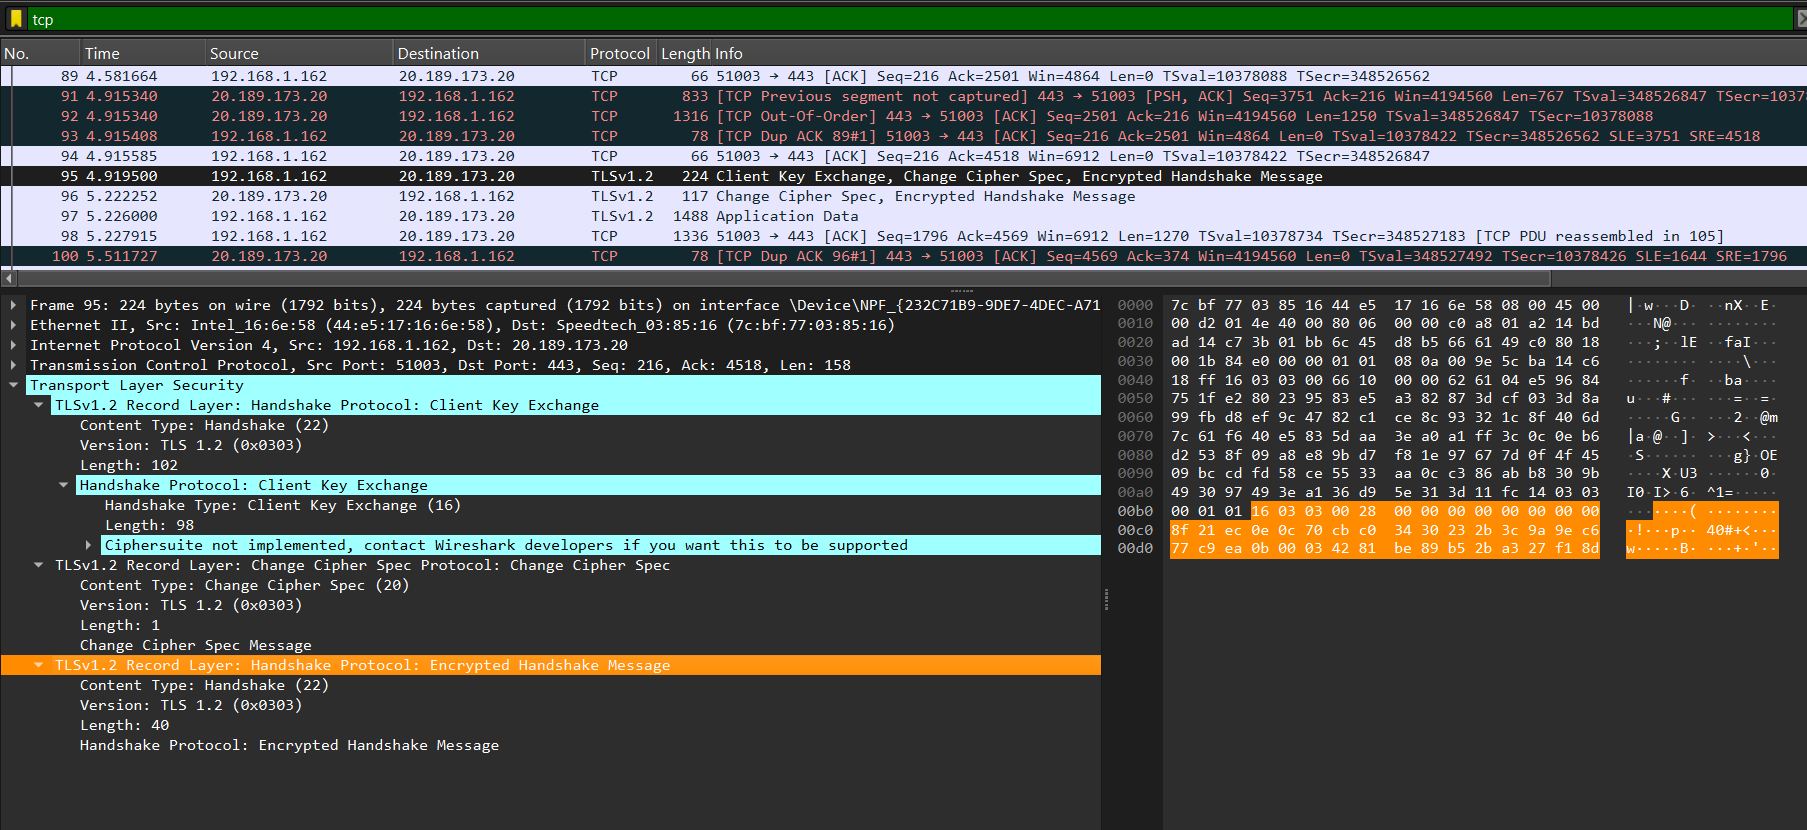 tcp
No. Time Source Destination Protocol Length Info
89 4.581664 192.168.1.162 20.189.173.20 TCP 66 51003 → 443 [ACK] Seq=216 Ack=2501 Win=4864 Len=0 TSval=10378088 TSecr=348526562
91 4.915340 20.189.173.20 192.168.1.162 TCP 833 [TCP Previous segment not captured] 443 → 51003 [PSH, ACK] Seq=3751 Ack=216 Win=4194560 Len=767 TSval=348526847 TSecr=1037
92 4.915340 20.189.173.20 192.168.1.162 TCP 1316 [TCP Out-Of-Order] 443 → 51003 [ACK] Seq=2501 Ack=216 Win=4194560 Len=1250 TSval=348526847 TSecr=10378088
93 4.915408 192.168.1.162 20.189.173.20 TCP 78 [TCP Dup ACK 89#1] 51003 → 443 [ACK] Seq=216 Ack=2501 Win=4864 Len=0 TSval=10378422 TSecr=348526562 SLE=3751 SRE=4518
94 4.915585 192.168.1.162 20.189.173.20 TCP 66 51003 → 443 [ACK] Seq=216 Ack=4518 Win=6912 Len=0 TSval=10378422 TSecr=348526847
95 4.919500 192.168.1.162 20.189.173.20 TLSv1.2 224 Client Key Exchange, Change Cipher Spec, Encrypted Handshake Message
96 5.222252 20.189.173.20 192.168.1.162 TLSv1.2 117 Change Cipher Spec, Encrypted Handshake Message
97 5.226000 192.168.1.162 20.189.173.20 TLSv1.2 1488 Application Data
98 5.227915 192.168.1.162 20.189.173.20 TCP 1336 51003 → 443 [ACK] Seq=1796 Ack=4569 Win=6912 Len=1270 TSval=10378734 TSecr=348527183 [TCP PDU reassembled in 105]
100 5.511727 20.189.173.20 192.168.1.162 TCP 78 [TCP Dup ACK 96#1] 443 → 51003 [ACK] Seq=4569 Ack=374 Win=4194560 Len=0 TSval=348527492 TSecr=10378426 SLE=1644 SRE=1796
Frame 95: 224 bytes on wire (1792 bits), 224 bytes captured (1792 bits) on interface \Device\NPF_{232C71B9-9DE7-4DEC-A71
Ethernet II, Src: Intel_16:6e:58 (44:e5:17:16:6e:58), Dst: Speedtech_03:85:16 (7c:bf:77:03:85:16)
Internet Protocol Version 4, Src: 192.168.1.162, Dst: 20.189.173.20
Transmission Control Protocol, Src Port: 51003, Dst Port: 443, Seq: 216, Ack: 4518, Len: 158
Transport Layer Security
TLSv1.2 Record Layer: Handshake Protocol: Client Key Exchange
Content Type: Handshake (22)
Version: TLS 1.2 (0x0303)
Length: 102
Handshake Protocol: Client Key Exchange
Handshake Type: Client Key Exchange (16)
Length: 98
Ciphersuite not implemented, contact Wireshark developers if you want this to be supported
TLSv1.2 Record Layer: Change Cipher Spec Protocol: Change Cipher Spec
Content Type: Change Cipher Spec (20)
Version: TLS 1.2 (0x0303)
Length: 1
Change Cipher Spec Message
TLSv1.2 Record Layer: Handshake Protocol: Encrypted Handshake Message
Content Type: Handshake (22)
Version: TLS 1.2 (0x0303)
Length: 40
Handshake Protocol: Encrypted Handshake Message
0000 7c bf 77 03 85 16 44 e5 17 16 6e 58 08 00 45 00 |·w···D· ··nX··E·
0010 00 d2 01 4e 40 00 80 06 00 00 c0 a8 01 a2 14 bd ···N@··· ········
0020 ad 14 c7 3b 01 bb 6c 45 d8 b5 66 61 49 c0 80 18 ···;··lE ··faI···
0030 00 1b 84 e0 00 00 01 01 08 0a 00 9e 5c ba 14 c6 ········ ····\···
0040 18 ff 16 03 03 00 66 10 00 00 62 61 04 e5 96 84 ······f· ··ba····
0050 75 1f e2 80 23 95 83 e5 a3 82 87 3d cf 03 3d 8a u···#··· ···=··=·
0060 99 fb d8 ef 9c 47 82 c1 ce 8c 93 32 1c 8f 40 6d ·····G·· ···2··@m
0070 7c 61 f6 40 e5 83 5d aa 3e a0 a1 ff 3c 0c 0e b6 |a·@··]· >···<···
0080 d2 53 8f 09 a8 e8 9b d7 f8 1e 97 67 7d 0f 4f 45 ·S······ ···g}·OE
0090 09 bc cd fd 58 ce 55 33 aa 0c c3 86 ab b8 30 9b ····X·U3 ······0·
00a0 49 30 97 49 3e a1 36 d9 5e 31 3d 11 fc 14 03 03 I0·I>·6· ^1=·····
00b0 00 01 01 16 03 03 00 28 00 00 00 00 00 00 00 00 ·······( ········
00c0 8f 21 ec 0e 0c 70 cb c0 34 30 23 2b 3c 9a 9e c6 ·!···p·· 40#+<···
00d0 77 c9 ea 0b 00 03 42 81 be 89 b5 2b a3 27 f1 8d w·····B· ···+·'··